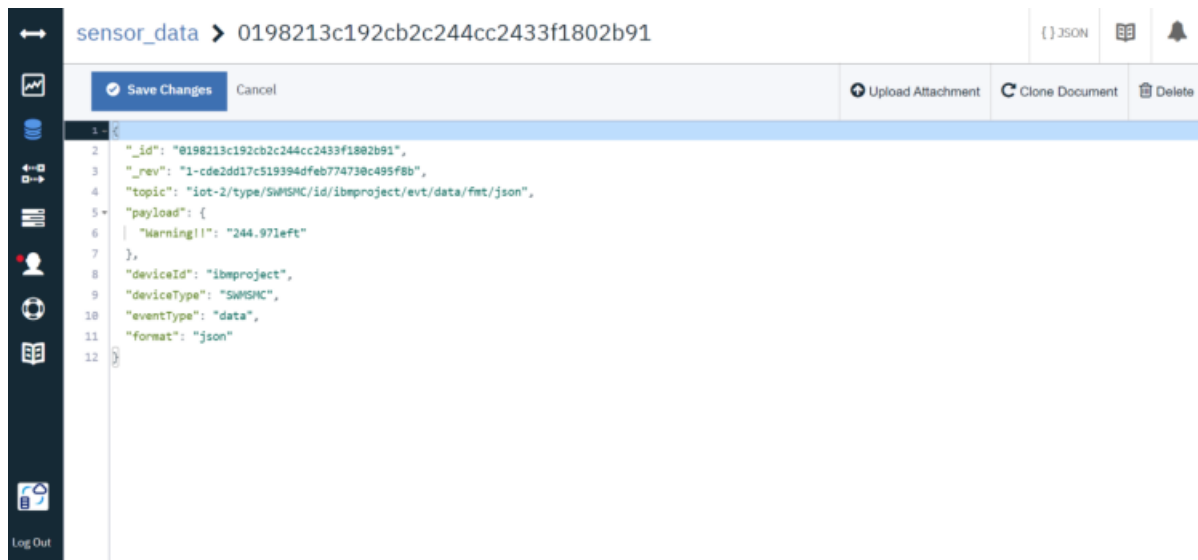 sensor_data > 0198213c192cb2c244cc2433f1802b91
{ } JSON
Save Changes Cancel
Upload Attachment Clone Document Delete
1 {
2 "_id": "0198213c192cb2c244cc2433f1802b91",
3 "_rev": "1-cde2dd17c519394dfeb774730c495f8b",
4 "topic": "iot-2/type/SWMSMC/id/ibmproject/evt/data/fmt/json",
5 "payload": {
6 "Warning!!": "244.97left"
7 },
8 "deviceId": "ibmproject",
9 "deviceType": "SWMSMC",
10 "eventType": "data",
11 "format": "json"
12 }
Log Out